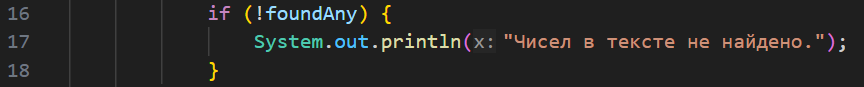 16 if (!foundAny) {
17 System.out.println(x: "Чисел в тексте не найдено.");
18 }